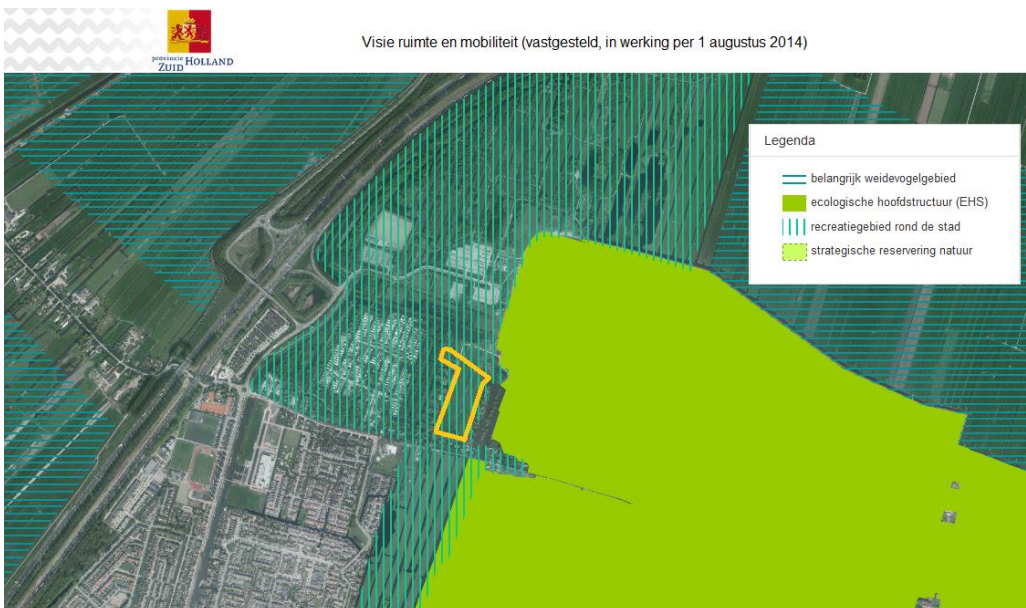 provincie
ZUID HOLLAND
Visie ruimte en mobiliteit (vastgesteld, in werking per 1 augustus 2014)
Legenda
belangrijk weidevogelgebied
ecologische hoofdstructuur (EHS)
recreatiegebied rond de stad
strategische reservering natuur